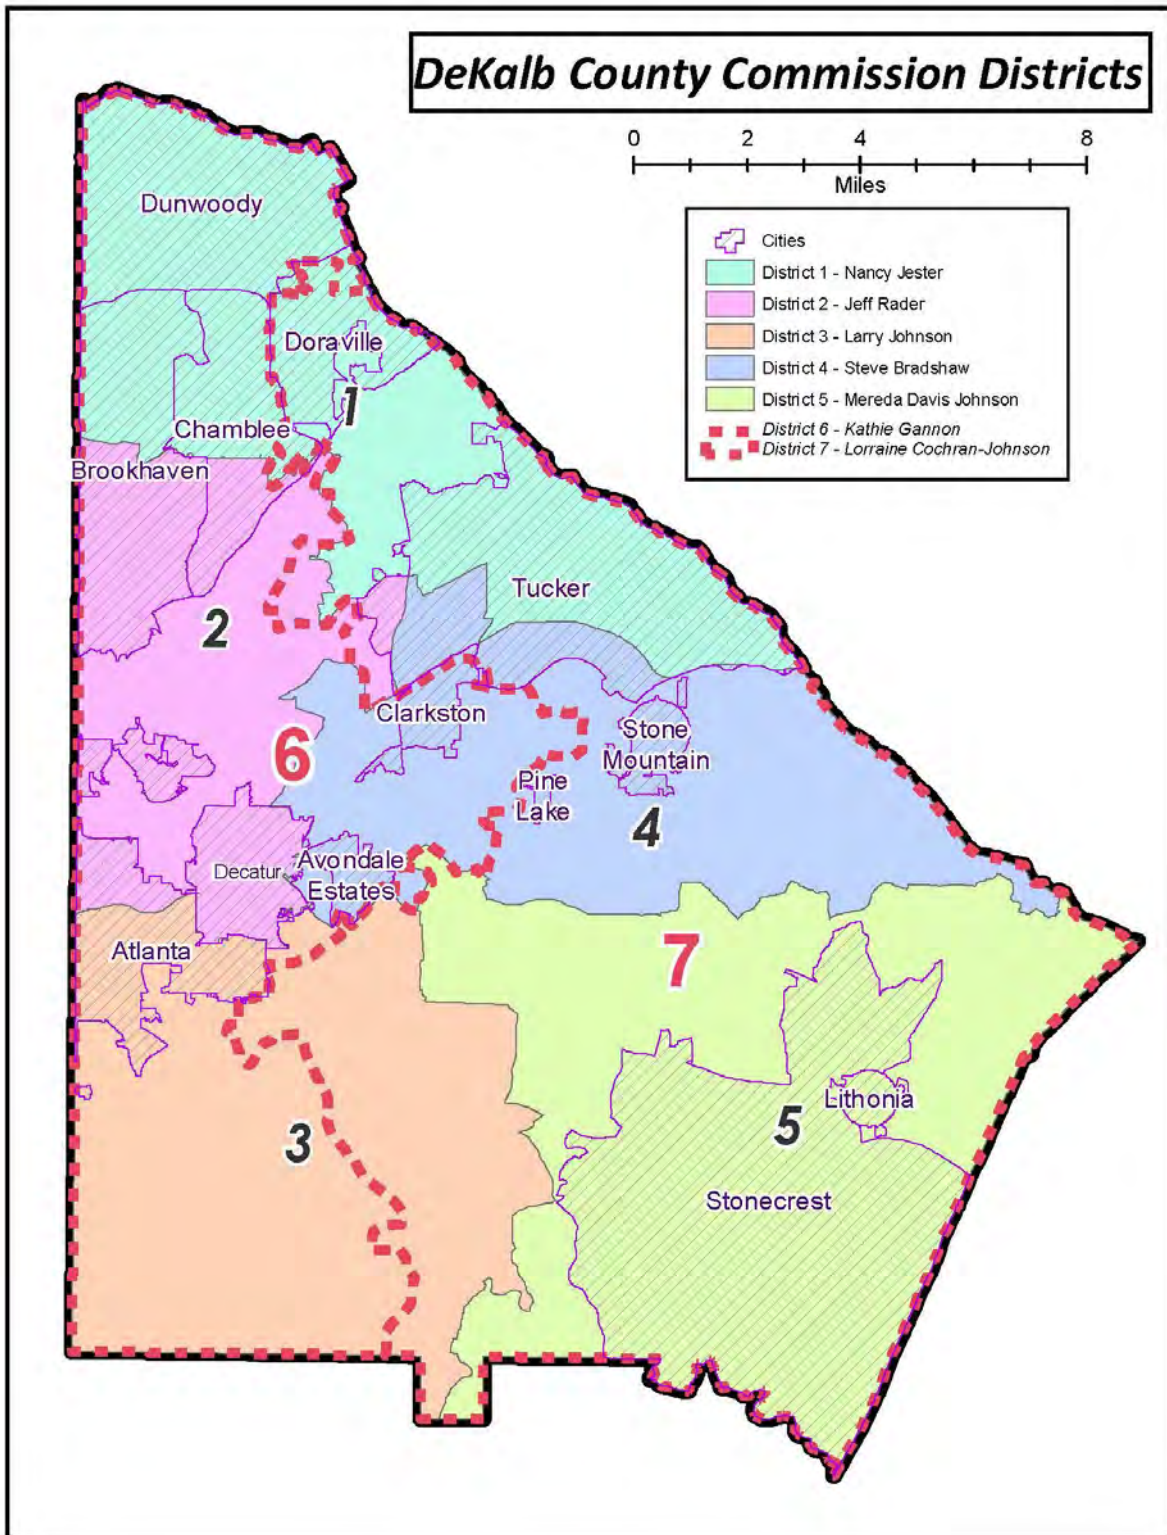 DeKalb County Commission Districts
0 2 4 8
Miles
Cities
District 1 - Nancy Jester
District 2 - Jeff Rader
District 3 - Larry Johnson
District 4 - Steve Bradshaw
District 5 - Mereda Davis Johnson
District 6 - Kathie Gannon
District 7 - Lorraine Cochran-Johnson
Dunwoody
Doraville
1
Chamblee
Brookhaven
Tucker
2
Clarkston
Stone
Mountain
6
Pine
Lake
4
Avondale
Estates
Decatur
Atlanta
7
Lithonia
5
3
Stonecrest